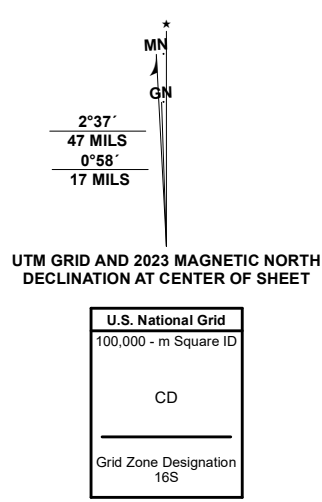 MN
GN
2°37´
47 MILS
0°58´
17 MILS
UTM GRID AND 2023 MAGNETIC NORTH
DECLINATION AT CENTER OF SHEET
U.S. National Grid
100,000 - m Square ID
CD
Grid Zone Designation
16S